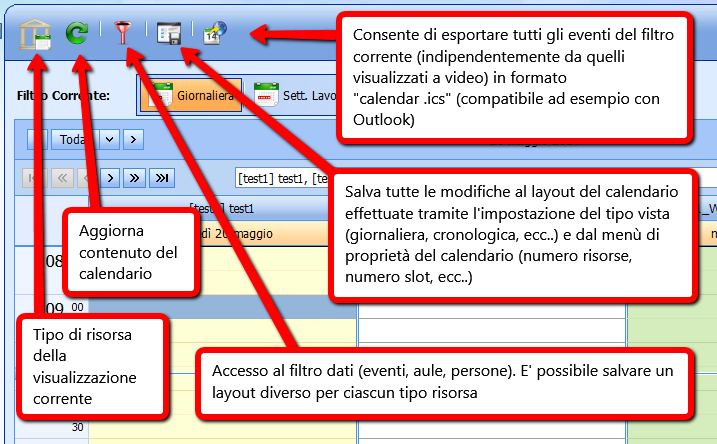 Consente di esportare tutti gli eventi del filtro
corrente (indipendentemente da quelli
visualizzati a video) in formato
"calendar .ics" (compatibile ad esempio con
Outlook)
14
Filtro Corrente:
Giornaliera
Sett. Lavo
Toda
[test1] test1, [te
Salva tutte le modifiche al layout del calendario
effettuate tramite l'impostazione del tipo vista
(giornaliera, cronologica, ecc..) e dal menù di
proprietà del calendario (numero risorse,
numero slot, ecc..)
test1
Aggiorna
contenuto del
calendario
maggio
08
09 00
Tipo di risorsa
della
visualizzazione
corrente
Accesso al filtro dati (eventi, aule, persone). E' possibile salvare un
layout diverso per ciascun tipo risorsa
30